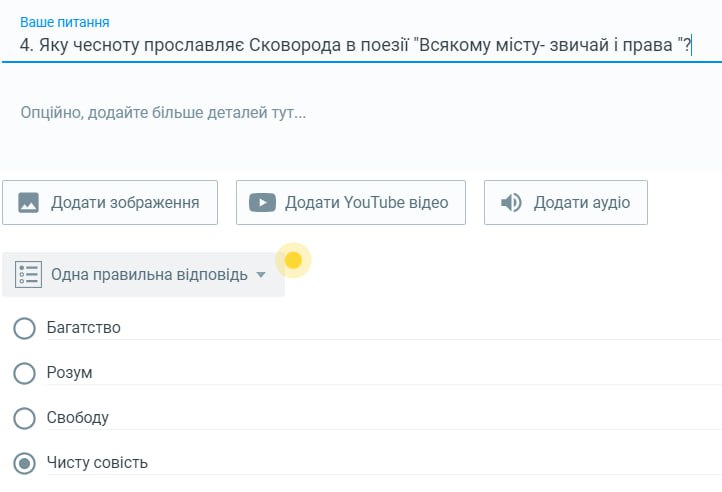 Ваше питання
4. Яку чесноту прославляє Сковорода в поезії "Всякому місту- звичай і права "?
Опційно, додайте більше деталей тут...
Додати зображення
Додати YouTube відео
Додати аудіо
Одна правильна відповідь
Багатство
Розум
Свободу
Чисту совість